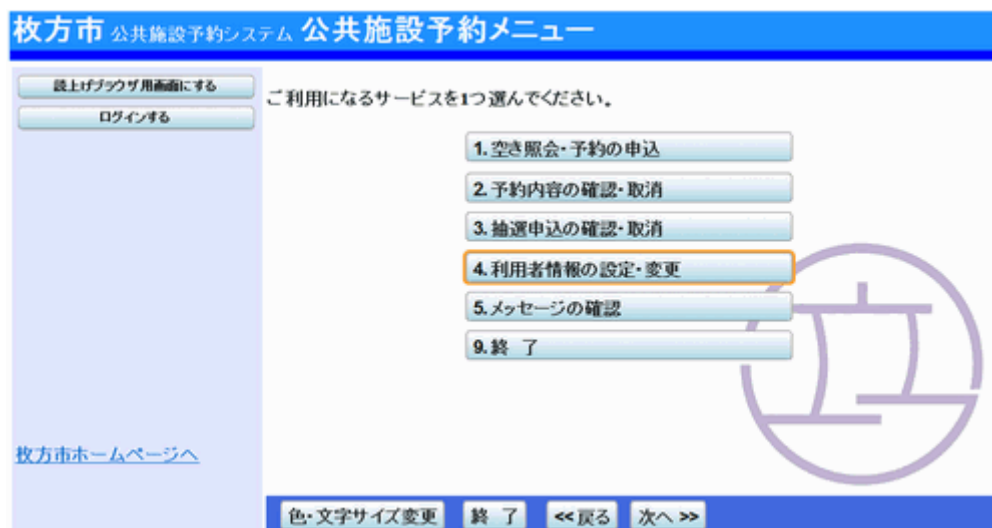 枚方市 公共施設予約システム 公共施設予約メニュー
読上げブラウザ用画面にする
ログインする
ご利用になるサービスを1つ選んでください。
1.空き照会・予約の申込
2.予約内容の確認・取消
3.抽選申込の確認・取消
4.利用者情報の設定・変更
5.メッセージの確認
9.終 了
枚方市ホームページへ
色・文字サイズ変更 終 了 <<戻る 次へ >>